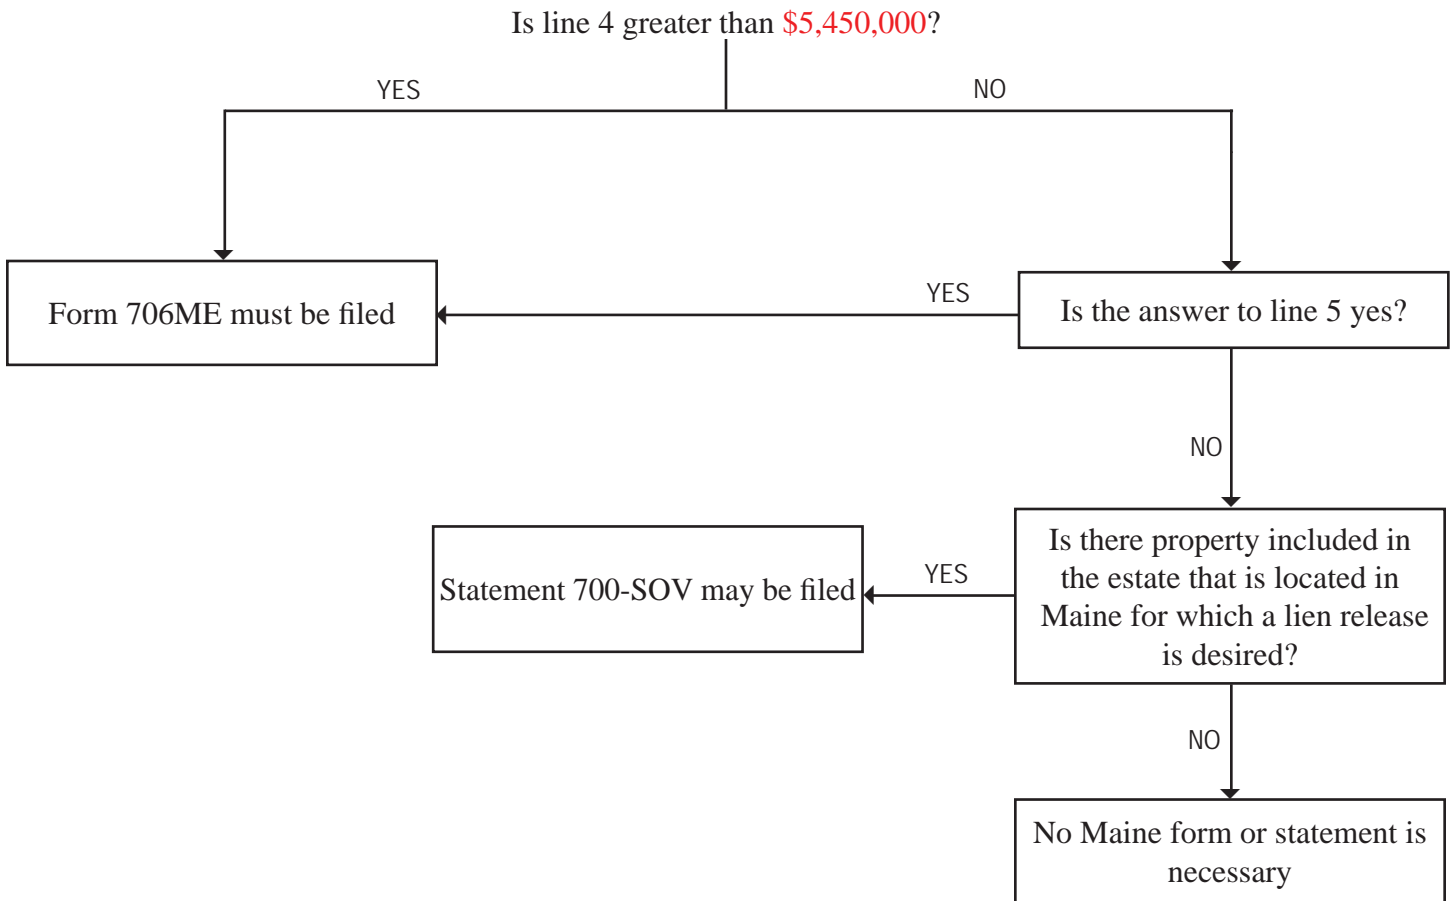 Is line 4 greater than $5,450,000?
YES
NO
Form 706ME must be filed
YES
Is the answer to line 5 yes?
NO
Statement 700-SOV may be filed
YES
Is there property included in
the estate that is located in
Maine for which a lien release
is desired?
NO
No Maine form or statement is
necessary